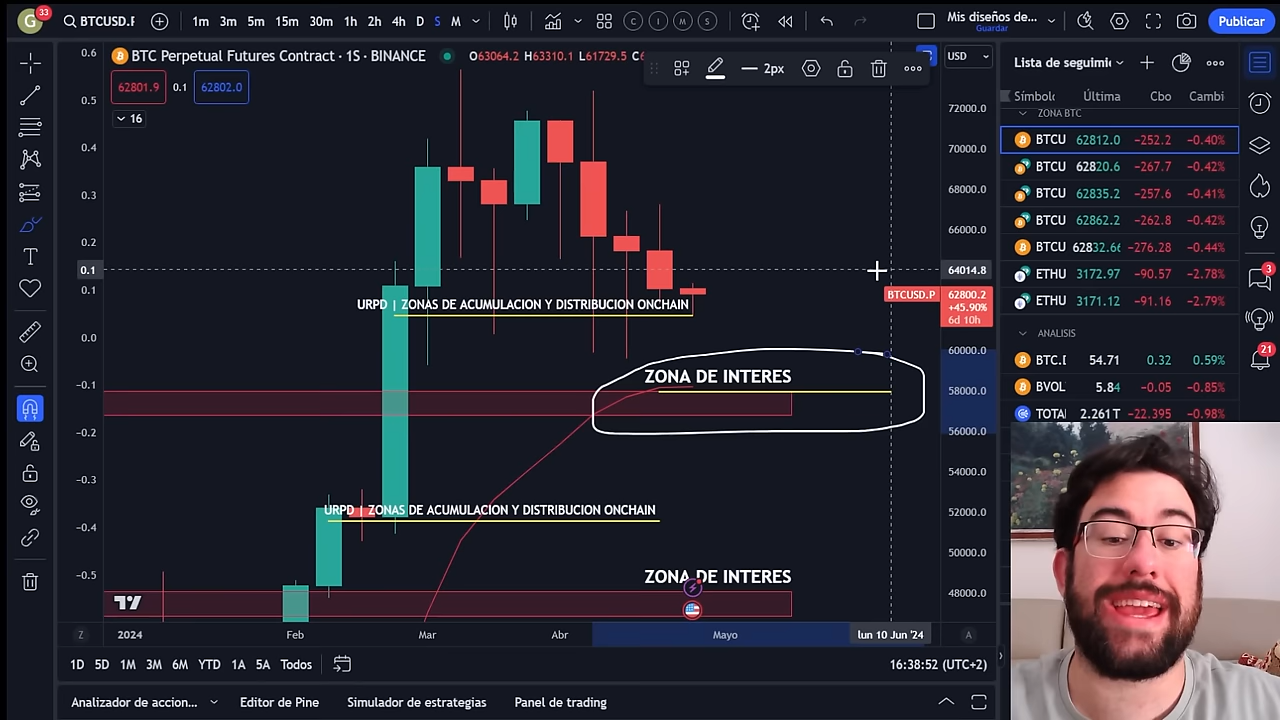 G 33 BTCUSD.F 1m 3m 5m 15m 30m 1h 2h 4h D S M C I M S Mis diseños de... Guardar Publicar
BTC Perpetual Futures Contract · 1S · BINANCE O63064.2 H63310.1 L61729.5 C6
2px
USD
62801.9 0.1 62802.0
16
Lista de seguimie
Símbolo Última Cbo Cambi
ZONA BTC
BTCU 62812.0 −252.2 −0.40%
BTCU 62820.6 −267.7 −0.42%
BTCU 62835.2 −257.6 −0.41%
BTCU 62862.2 −262.8 −0.42%
BTCU 62832.66 −276.28 −0.44%
ETHU 3172.97 −90.57 −2.78%
ETHU 3171.12 −91.16 −2.79%
ANALISIS
BTC.D 54.71 0.32 0.59%
BVOL 5.84 −0.05 −0.85%
TOTA 2.261T −22.395 −0.98%
3
21
0.6
0.5
0.4
0.3
0.2
0.1
0.1
0.0
−0.1
−0.2
−0.3
−0.4
−0.5
72000.0
70000.0
68000.0
66000.0
64014.8
BTCUSD.P 62800.2
+45.90%
6d 10h
60000.0
58000.0
56000.0
54000.0
52000.0
50000.0
48000.0
URPD | ZONAS DE ACUMULACION Y DISTRIBUCION ONCHAIN
ZONA DE INTERES
URPD | ZONAS DE ACUMULACION Y DISTRIBUCION ONCHAIN
ZONA DE INTERES
Z 2024 Feb Mar Abr Mayo lun 10 Jun '24 A
1D 5D 1M 3M 6M YTD 1A 5A Todos 16:38:52 (UTC+2)
Analizador de accion... Editor de Pine Simulador de estrategias Panel de trading